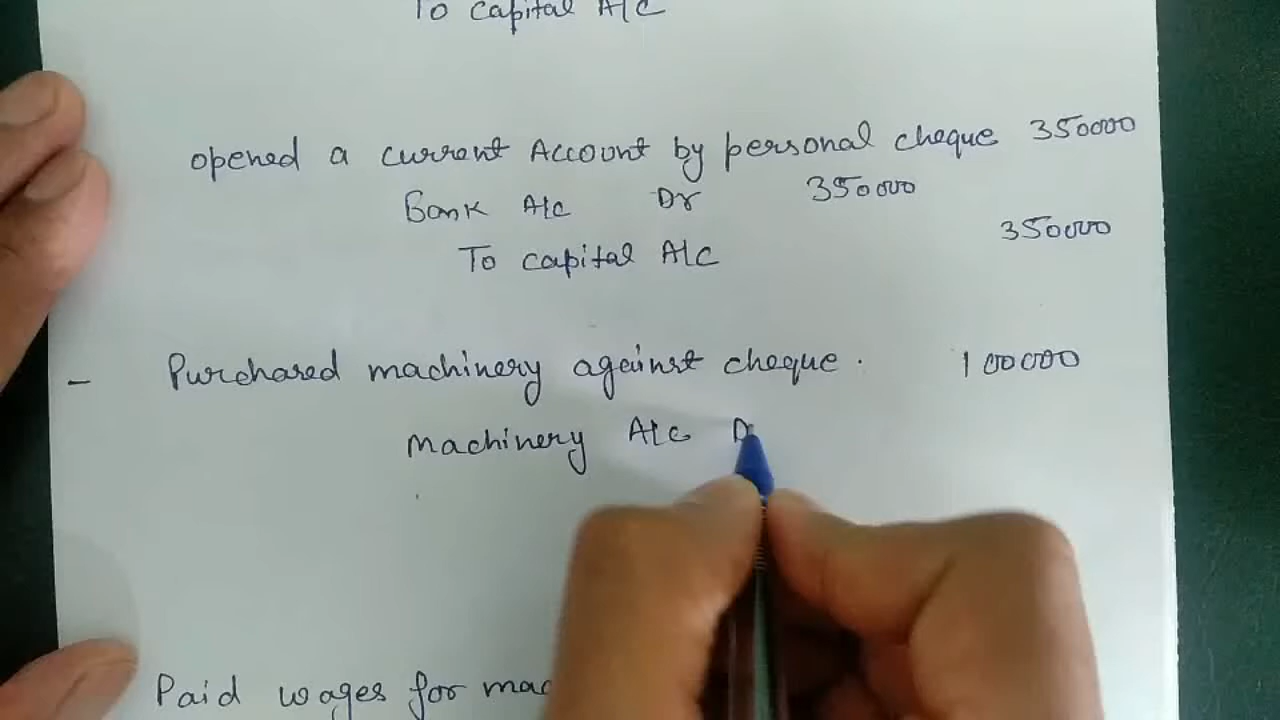 To capital A/C
opened a current Account by personal cheque 350000
Bank A/c Dr 350000
To capital A/C 350000
- Purchased machinery against cheque. 100000
Machinery A/c D
Paid wages for mac